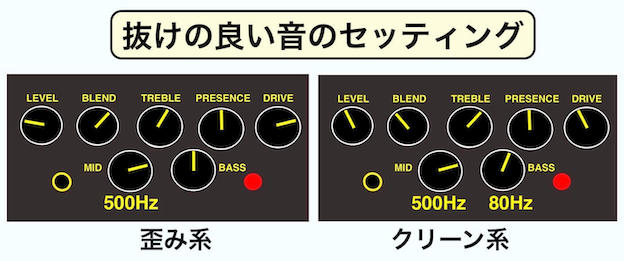 抜けの良い音のセッティング
LEVEL BLEND TREBLE PRESENCE DRIVE
MID BASS
500Hz
歪み系
LEVEL BLEND TREBLE PRESENCE DRIVE
MID BASS
500Hz 80Hz
クリーン系